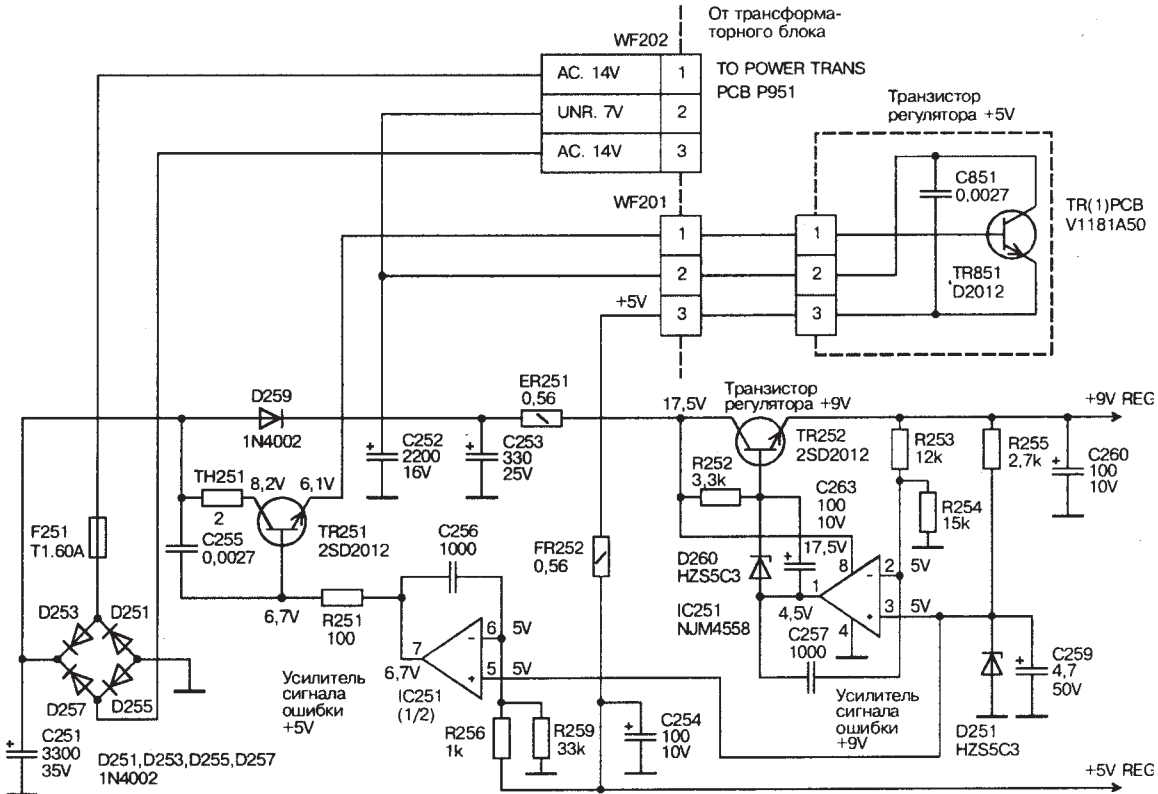 От трансформа-
торного блока
WF202
AC. 14V 1
UNR. 7V 2
AC. 14V 3
TO POWER TRANS
PCB P951
Транзистор
регулятора +5V
C851
0,0027
TR(1)PCB
V1181A50
TR851
D2012
WF201
1 1
2 2
+5V 3 3
D259
1N4002
ER251
0,56
17,5V
Транзистор
регулятора +9V
+9V REG
TR252
2SD2012
C252
2200
16V
C253
330
25V
R252
3,3k
R253
12k
R255
2,7k
C260
100
10V
R254
15k
TH251
2
8,2V 6,1V
TR251
2SD2012
C255
0,0027
F251
T1.60A
C256
1000
FR252
0,56
C263
100
10V
17,5V
D260
HZS5C3
8
1
2 5V
3 5V
4
4,5V
IC251
NJM4558
C257
1000
6,7V
R251
100
D253 D251
D257 D255
7
6,7V
6 5V
5 5V
IC251
(1/2)
Усилитель
сигнала
ошибки
+5V
Усилитель
сигнала
ошибки
+9V
C259
4,7
50V
D251
HZS5C3
C251
3300
35V
D251,D253,D255,D257
1N4002
R256
1k
R259
33k
C254
100
10V
+5V REG